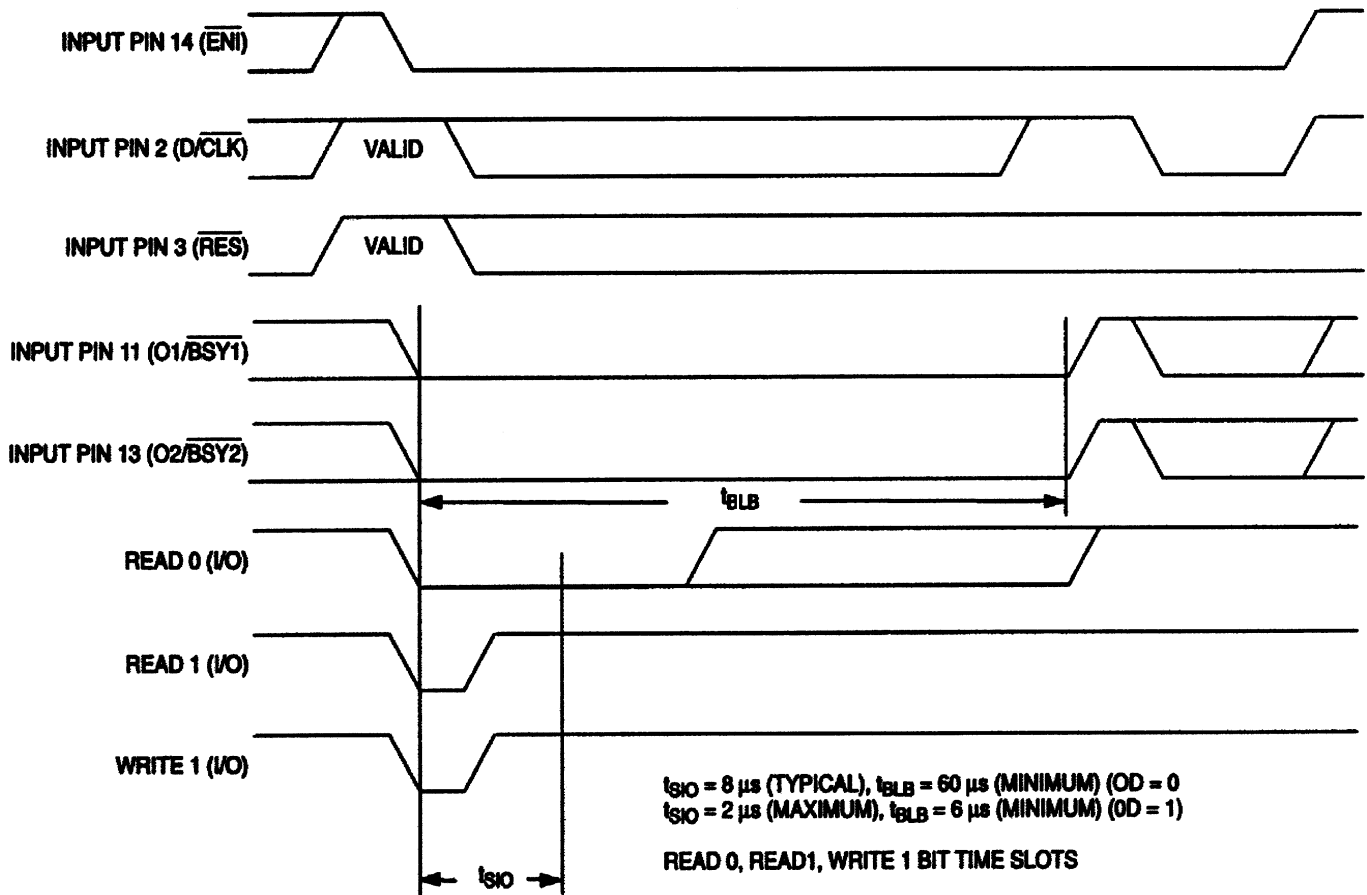 INPUT PIN 14 (ENI)
INPUT PIN 2 (D/CLK)
VALID
INPUT PIN 3 (RES)
VALID
INPUT PIN 11 (O1/BSY1)
INPUT PIN 13 (O2/BSY2)
tBLB
READ 0 (I/O)
READ 1 (I/O)
WRITE 1 (I/O)
tSIO = 8 µs (TYPICAL), tBLB = 60 µs (MINIMUM) (OD = 0
tSIO = 2 µs (MAXIMUM), tBLB = 6 µs (MINIMUM) (0D = 1)
READ 0, READ1, WRITE 1 BIT TIME SLOTS
tSIO